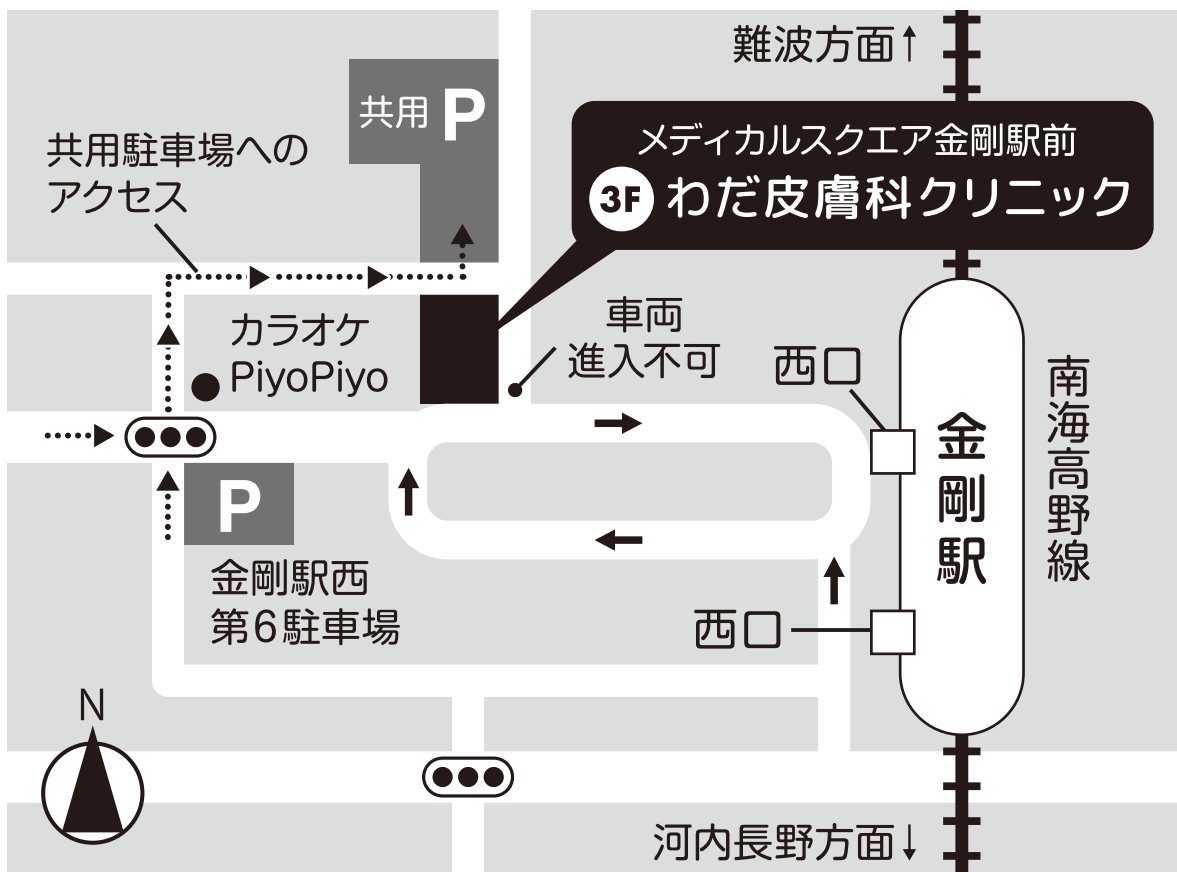 難波方面↑
共用 P
共用駐車場への
アクセス
メディカルスクエア金剛駅前
3F わだ皮膚科クリニック
カラオケ
PiyoPiyo
車両
進入不可
西口
南海高野線
金剛駅
P
金剛駅西
第6駐車場
西口
N
河内長野方面↓